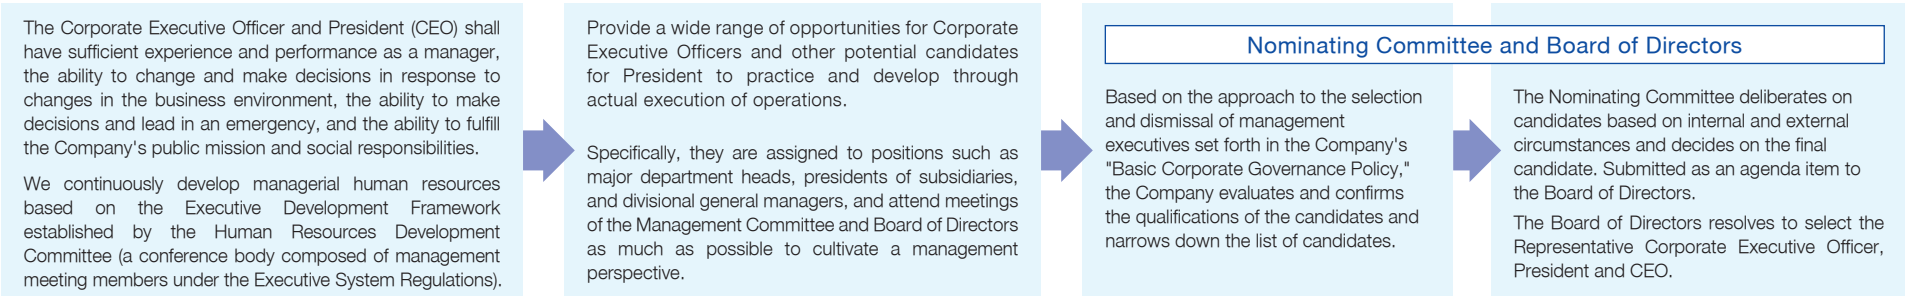 The Corporate Executive Officer and President (CEO) shall
have sufficient experience and performance as a manager,
the ability to change and make decisions in response to
changes in the business environment, the ability to make
decisions and lead in an emergency, and the ability to fulfill
the Company's public mission and social responsibilities.
We continuously develop managerial human resources
based on the Executive Development Framework
established by the Human Resources Development
Committee (a conference body composed of management
meeting members under the Executive System Regulations).
Provide a wide range of opportunities for Corporate
Executive Officers and other potential candidates
for President to practice and develop through
actual execution of operations.
Specifically, they are assigned to positions such as
major department heads, presidents of subsidiaries,
and divisional general managers, and attend meetings
of the Management Committee and Board of Directors
as much as possible to cultivate a management
perspective.
Nominating Committee and Board of Directors
Based on the approach to the selection
and dismissal of management
executives set forth in the Company's
"Basic Corporate Governance Policy,"
the Company evaluates and confirms
the qualifications of the candidates and
narrows down the list of candidates.
The Nominating Committee deliberates on
candidates based on internal and external
circumstances and decides on the final
candidate. Submitted as an agenda item to
the Board of Directors.
The Board of Directors resolves to select the
Representative Corporate Executive Officer,
President and CEO.